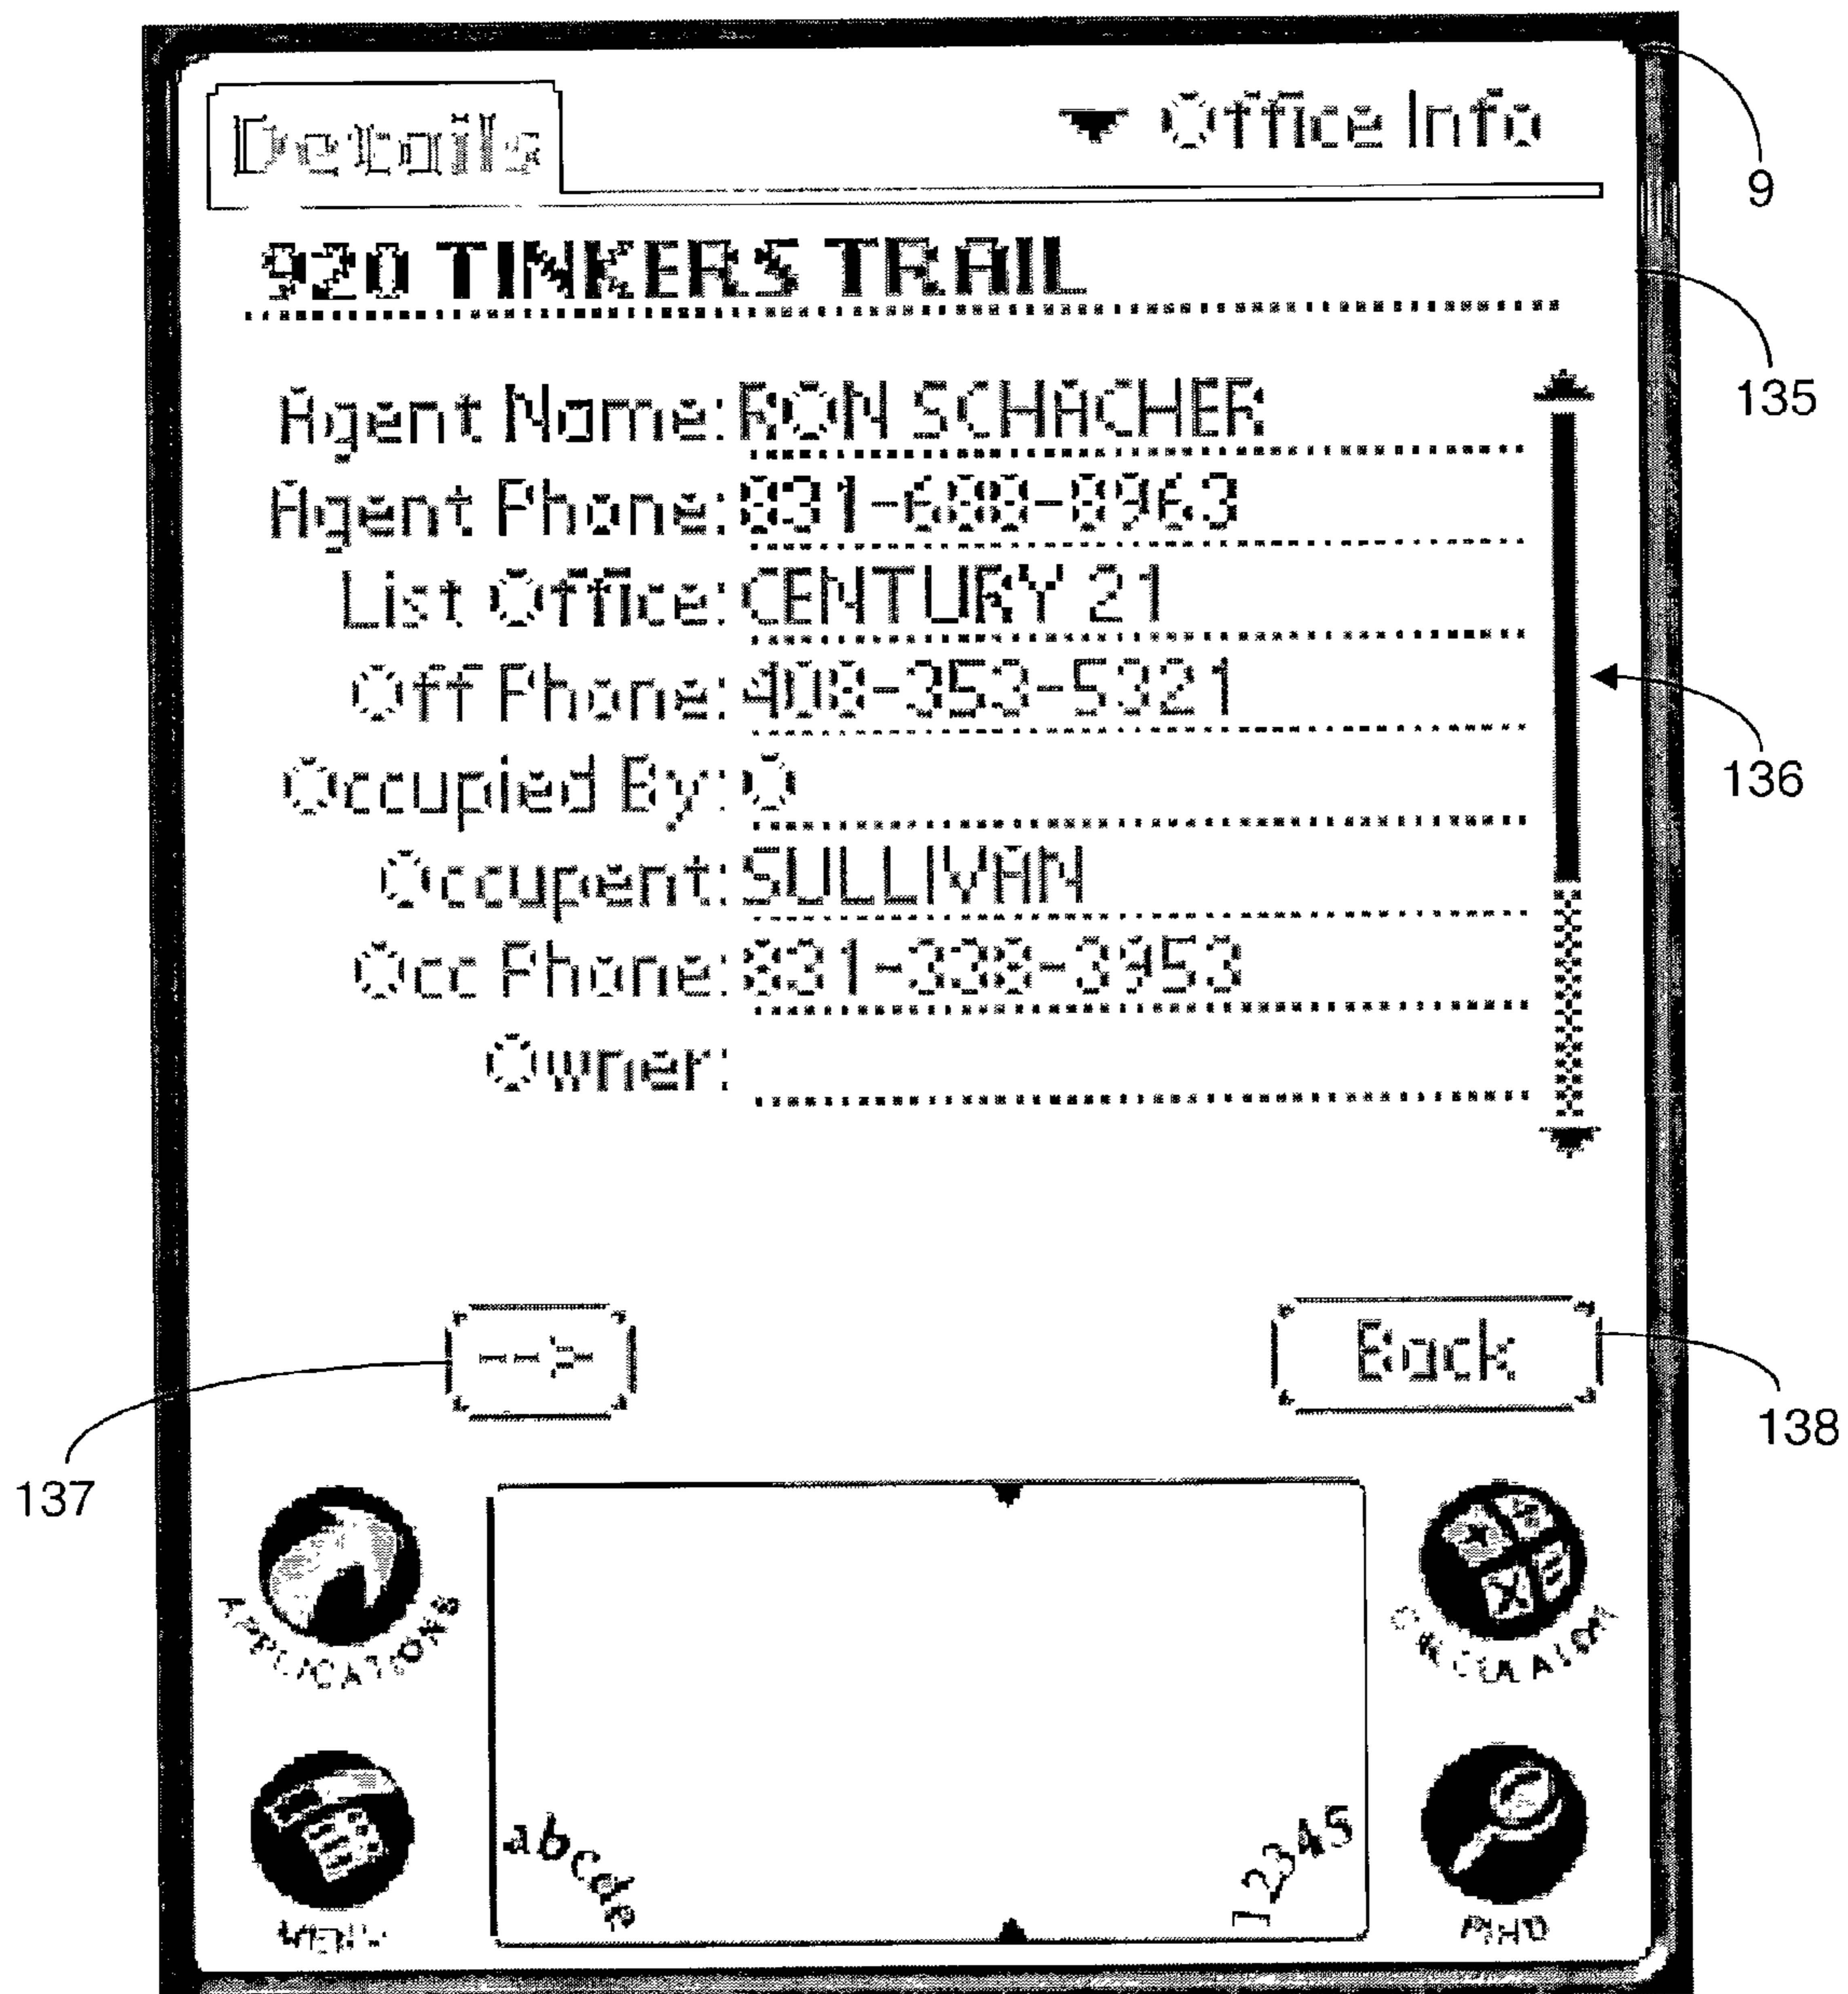 Details ▼ Office Info
9
920 TINKERS TRAIL
135
Agent Name: RON SCHACHER
Agent Phone: 831-688-8963
List Office: CENTURY 21
Off Phone: 408-353-5321
136
Occupied By: O
Occupent: SULLIVAN
Occ Phone: 831-338-3953
Owner:
--> Back
138
137
APPLICATIONS CALCULATOR
abcde 12345
MENU FIND